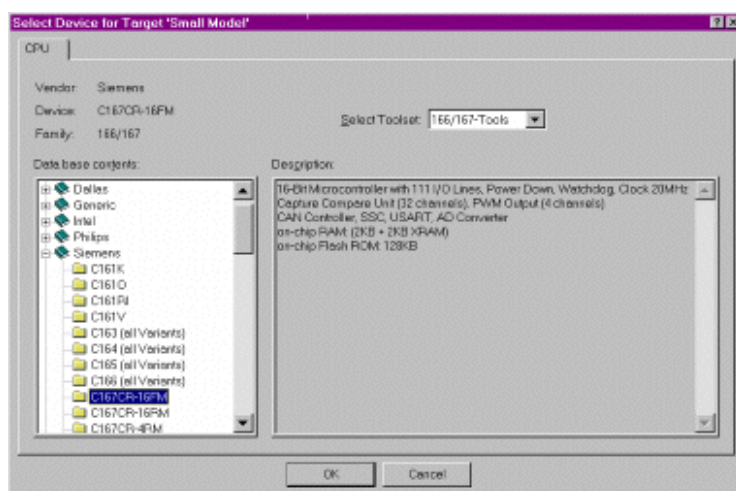 Select Device for Target 'Small Model'
CPU
Vendor: Siemens
Device: C167CR-16FM
Family: 166/167
Select Toolset: 166/167-Tools
Data base contents:
Dallas
Generic
Intel
Philips
Siemens
C161K
C161O
C161RI
C161V
C163 (all Variants)
C164 (all Variants)
C165 (all Variants)
C166 (all Variants)
C167CR-16FM
C167CR-16RM
C167CR-4RM
Description:
16-Bit Microcontroller with 111 I/O Lines, Power Down, Watchdog, Clock 20MHz
Capture Compare Unit (32 channels), PWM Output (4 channels)
CAN Controller, SSC, USART, AD Converter
on-chip RAM: (2KB + 2KB XRAM)
on-chip Flash ROM: 128KB
OK
Cancel